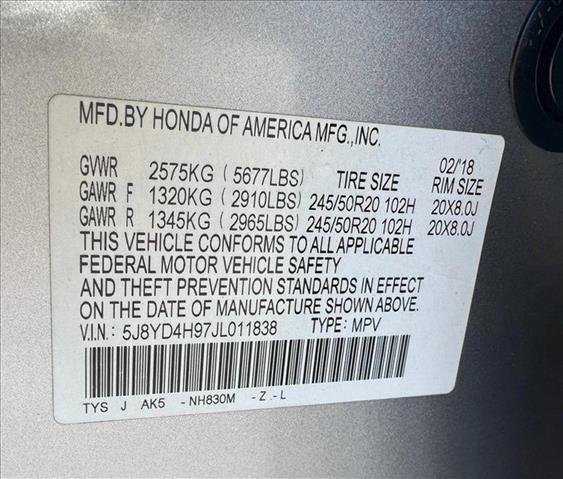 MFD.BY HONDA OF AMERICA MFG.,INC.
02/'18
GVWR 2575KG (5677LBS) TIRE SIZE RIM SIZE
GAWR F 1320KG (2910LBS) 245/50R20 102H 20X8.0J
GAWR R 1345KG (2965LBS) 245/50R20 102H 20X8.0J
THIS VEHICLE CONFORMS TO ALL APPLICABLE
FEDERAL MOTOR VEHICLE SAFETY
AND THEFT PREVENTION STANDARDS IN EFFECT
ON THE DATE OF MANUFACTURE SHOWN ABOVE.
V.I.N.: 5J8YD4H97JL011838 TYPE: MPV
TYS J AK5 -NH830M -Z-L